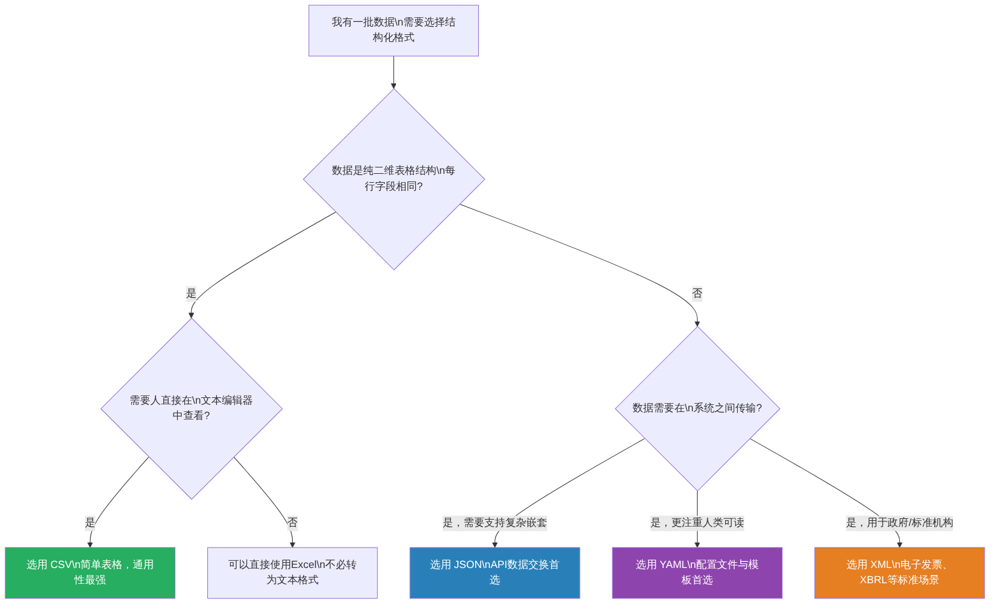 我有一批数据\n需要选择结
构化格式
数据是纯二维表格结构\n每
行字段相同?
是
否
需要人直接在\n文本编辑器
中查看?
数据需要在\n系统之间传输?
是
否
是，需要支持复杂嵌套
是，更注重人类可读
是，用于政府/标准机构
选用 CSV\n简单表格，通用
性最强
可以直接使用Excel\n不必转
为文本格式
选用 JSON\nAPI数据交换首
选
选用 YAML\n配置文件与模
板首选
选用 XML\n电子发票、
XBRL等标准场景